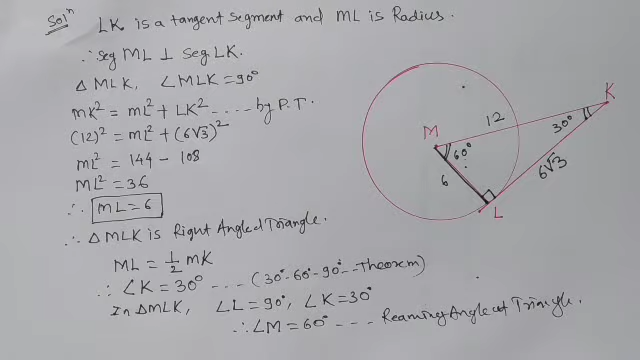 Solⁿ LK is a tangent segment and ML is Radius.
∴ seg ML ⊥ seg LK.
△ MLK, ∠MLK = 90°
MK² = ML² + LK² .... by P.T.
(12)² = ML² + (6√3)²
ML² = 144 - 108
ML² = 36
∴ ML = 6
∴ △MLK is Right Angled Triangle.
ML = 1/2 MK
∴ ∠K = 30° ... (30°-60°-90° -- Theorem)
In △MLK, ∠L = 90°, ∠K = 30°
∴ ∠M = 60° --- Reaming Angle of Triangle.
K
12
30°
M
60°
6
6√3
L